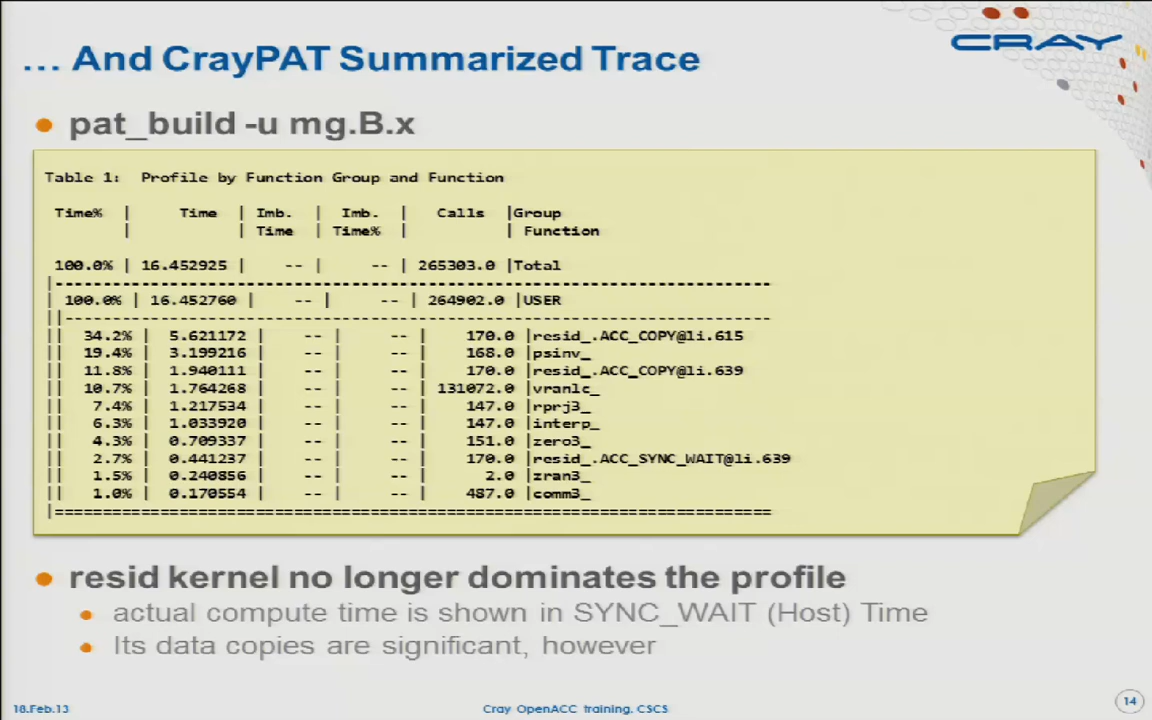 CRAY
... And CrayPAT Summarized Trace
pat_build -u mg.B.x
Table 1: Profile by Function Group and Function
Time% | Time | Imb. | Imb. | Calls |Group
| | Time | Time% | | Function
100.0% | 16.452925 | -- | -- | 265303.0 |Total
|-----------------------------------------------------------------------
| 100.0% | 16.452760 | -- | -- | 264902.0 |USER
||----------------------------------------------------------------------
|| 34.2% | 5.621172 | -- | -- | 170.0 |resid_.ACC_COPY@li.615
|| 19.4% | 3.199216 | -- | -- | 168.0 |psinv_
|| 11.8% | 1.940111 | -- | -- | 170.0 |resid_.ACC_COPY@li.639
|| 10.7% | 1.764268 | -- | -- | 131072.0 |vranlc_
|| 7.4% | 1.217534 | -- | -- | 147.0 |rprj3_
|| 6.3% | 1.033920 | -- | -- | 147.0 |interp_
|| 4.3% | 0.709337 | -- | -- | 151.0 |zero3_
|| 2.7% | 0.441237 | -- | -- | 170.0 |resid_.ACC_SYNC_WAIT@li.639
|| 1.5% | 0.240856 | -- | -- | 2.0 |zran3_
|| 1.0% | 0.170554 | -- | -- | 487.0 |comm3_
|=======================================================================
resid kernel no longer dominates the profile
actual compute time is shown in SYNC_WAIT (Host) Time
Its data copies are significant, however
18.Feb.13
Cray OpenACC training, CSCS
14